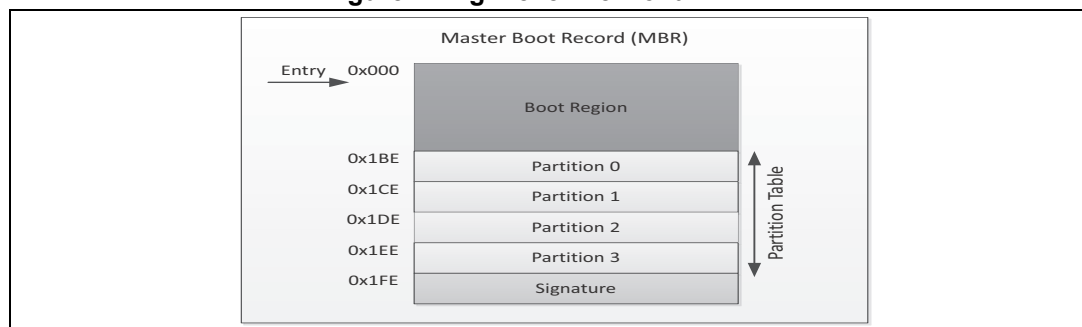 Master Boot Record (MBR)
Entry 0x000
Boot Region
0x1BE
Partition 0
0x1CE
Partition 1
0x1DE
Partition 2
0x1EE
Partition 3
0x1FE
Signature
Partition Table